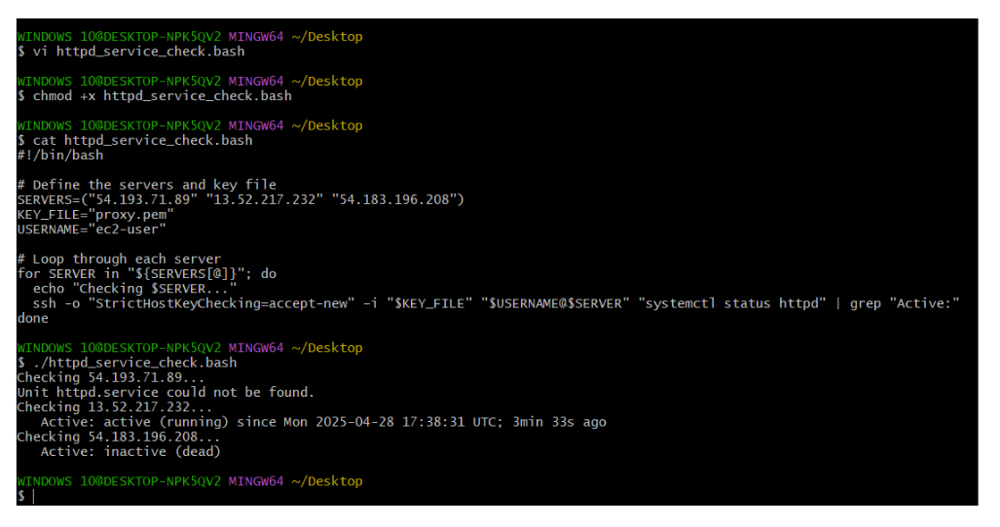 WINDOWS 10@DESKTOP-NPK5QV2 MINGW64 ~/Desktop
$ vi httpd_service_check.bash
WINDOWS 10@DESKTOP-NPK5QV2 MINGW64 ~/Desktop
$ chmod +x httpd_service_check.bash
WINDOWS 10@DESKTOP-NPK5QV2 MINGW64 ~/Desktop
$ cat httpd_service_check.bash
#!/bin/bash
# Define the servers and key file
SERVERS=("54.193.71.89" "13.52.217.232" "54.183.196.208")
KEY_FILE="proxy.pem"
USERNAME="ec2-user"
# Loop through each server
for SERVER in "${SERVERS[@]}"; do
  echo "Checking $SERVER..."
  ssh -o "StrictHostKeyChecking=accept-new" -i "$KEY_FILE" "$USERNAME@$SERVER" "systemctl status httpd" | grep "Active:"
done
WINDOWS 10@DESKTOP-NPK5QV2 MINGW64 ~/Desktop
$ ./httpd_service_check.bash
Checking 54.193.71.89...
Unit httpd.service could not be found.
Checking 13.52.217.232...
   Active: active (running) since Mon 2025-04-28 17:38:31 UTC; 3min 33s ago
Checking 54.183.196.208...
   Active: inactive (dead)
WINDOWS 10@DESKTOP-NPK5QV2 MINGW64 ~/Desktop
$